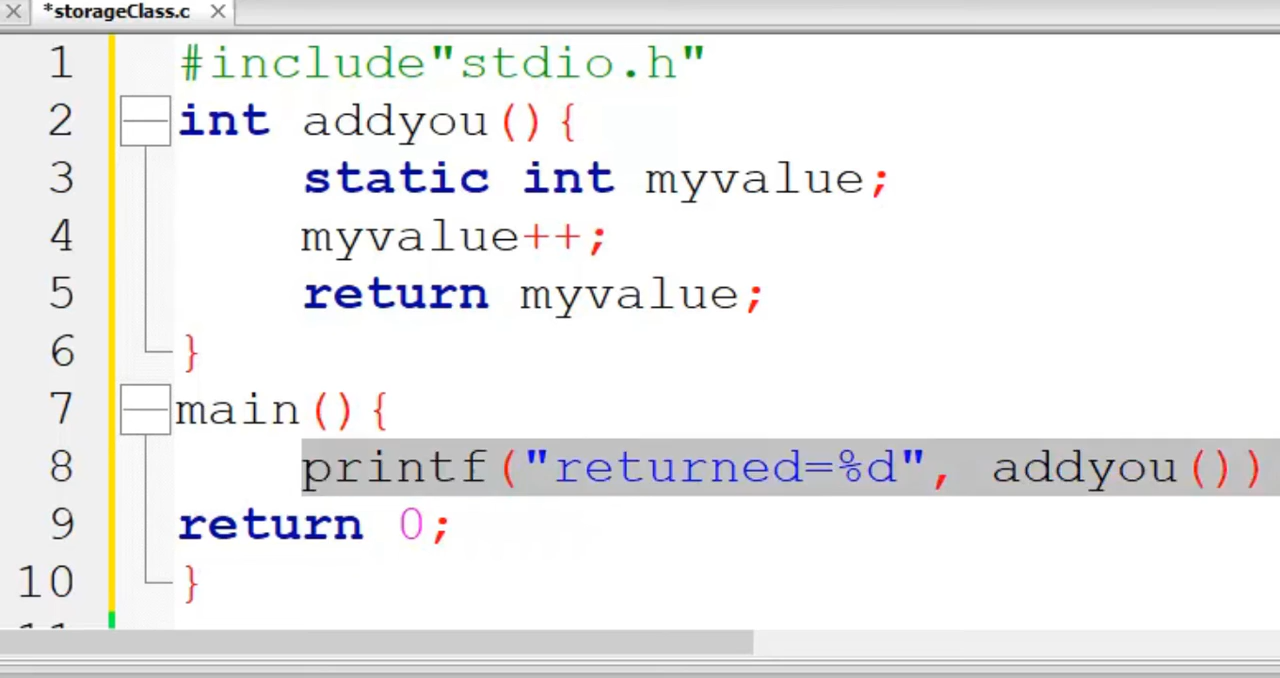 *storageClass.c
1 #include"stdio.h"
2 int addyou(){
3 static int myvalue;
4 myvalue++;
5 return myvalue;
6 }
7 main(){
8 printf("returned=%d", addyou())
9 return 0;
10 }